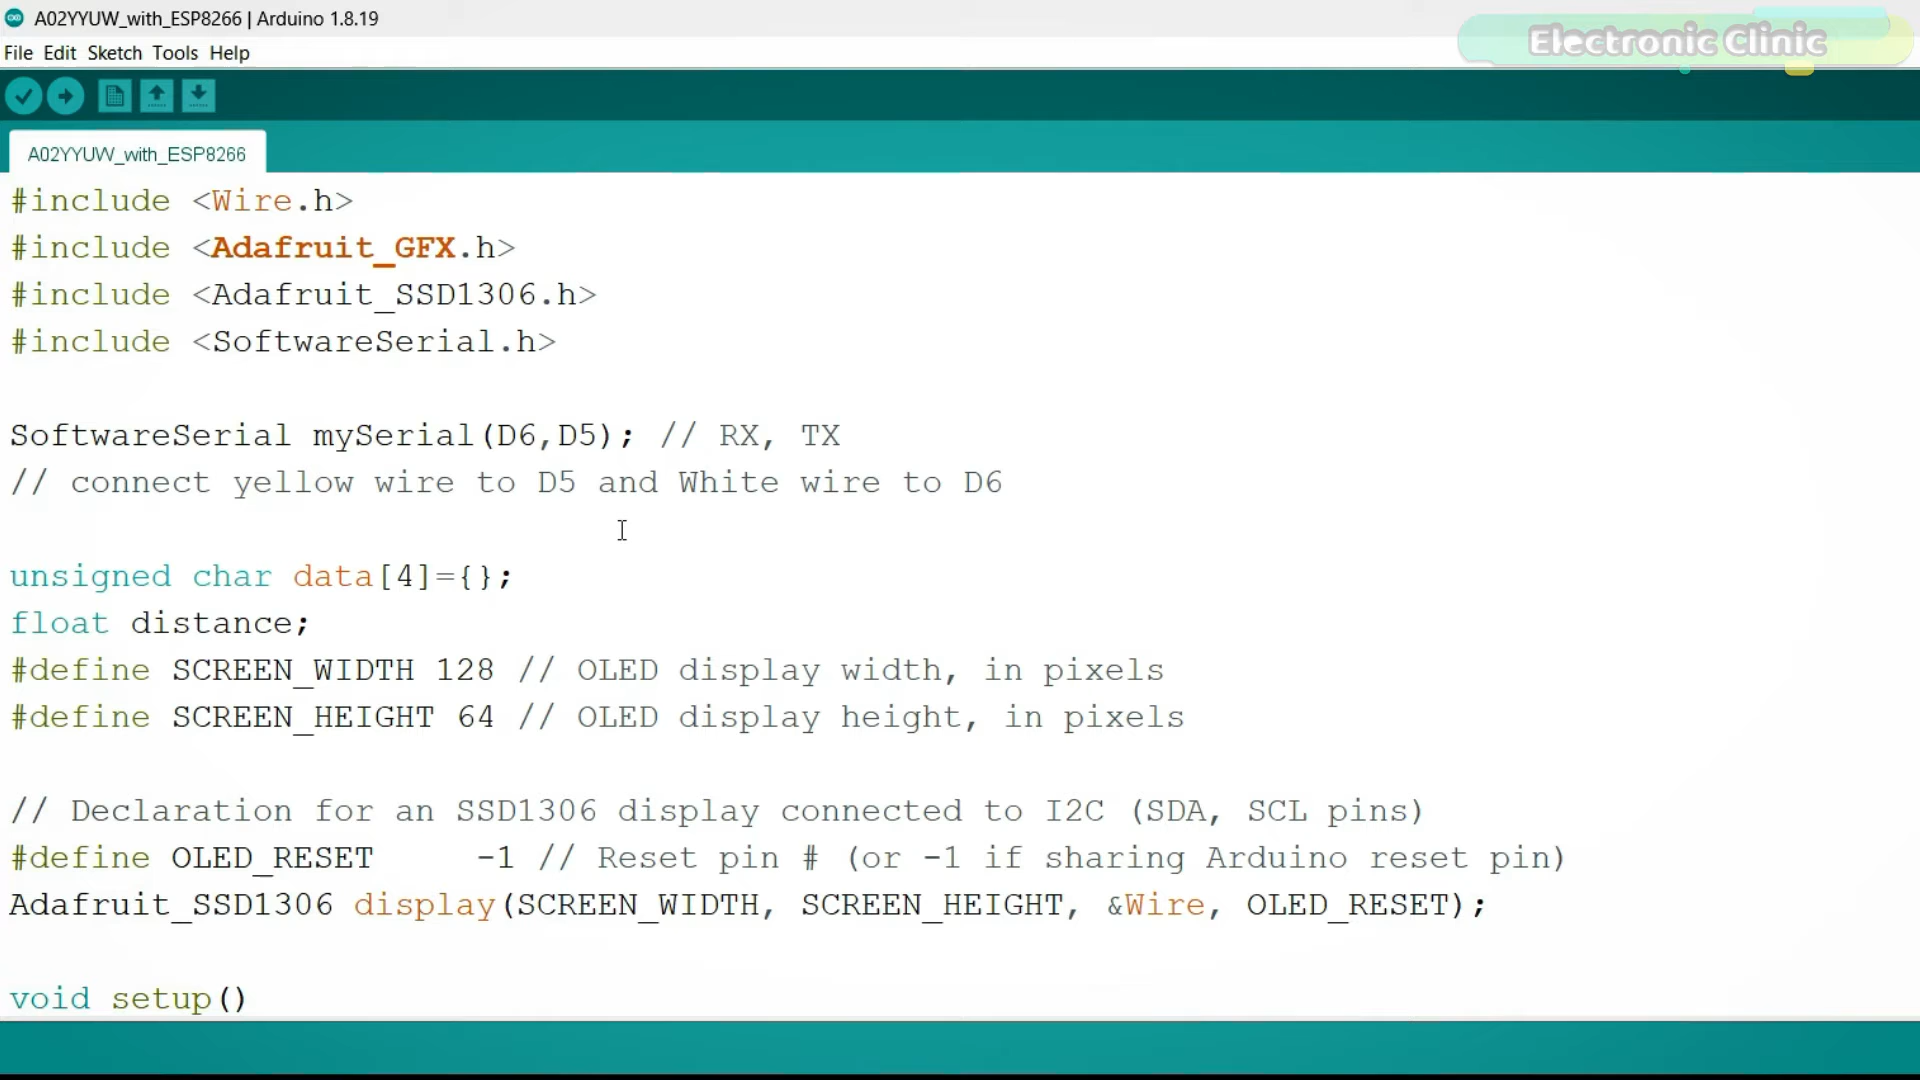 A02YYUW_with_ESP8266 | Arduino 1.8.19
Electronic Clinic
File Edit Sketch Tools Help
A02YYUW_with_ESP8266
#include <Wire.h>
#include <Adafruit_GFX.h>
#include <Adafruit_SSD1306.h>
#include <SoftwareSerial.h>
SoftwareSerial mySerial(D6,D5); // RX, TX
// connect yellow wire to D5 and White wire to D6
unsigned char data[4]={};
float distance;
#define SCREEN_WIDTH 128 // OLED display width, in pixels
#define SCREEN_HEIGHT 64 // OLED display height, in pixels
// Declaration for an SSD1306 display connected to I2C (SDA, SCL pins)
#define OLED_RESET     -1 // Reset pin # (or -1 if sharing Arduino reset pin)
Adafruit_SSD1306 display(SCREEN_WIDTH, SCREEN_HEIGHT, &Wire, OLED_RESET);
void setup()